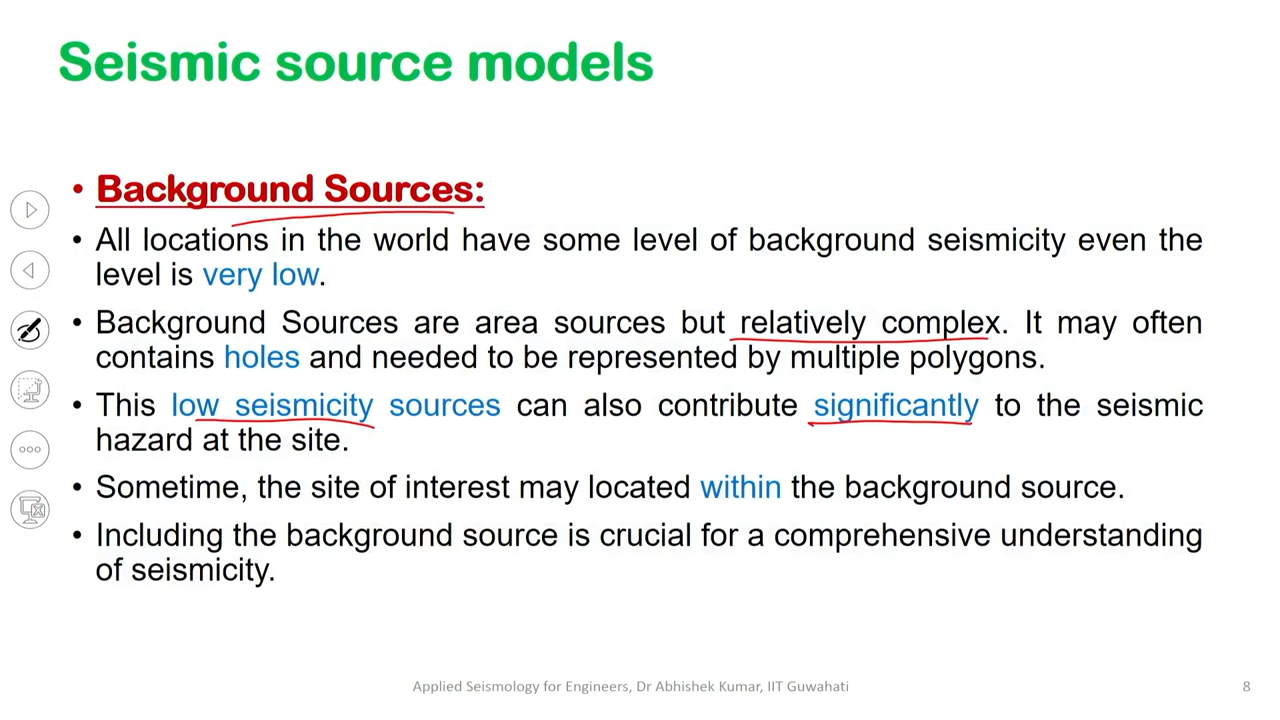 Seismic source models
• Background Sources:
• All locations in the world have some level of background seismicity even the
level is very low.
• Background Sources are area sources but relatively complex. It may often
contains holes and needed to be represented by multiple polygons.
• This low seismicity sources can also contribute significantly to the seismic
hazard at the site.
• Sometime, the site of interest may located within the background source.
• Including the background source is crucial for a comprehensive understanding
of seismicity.
Applied Seismology for Engineers, Dr Abhishek Kumar, IIT Guwahati
8